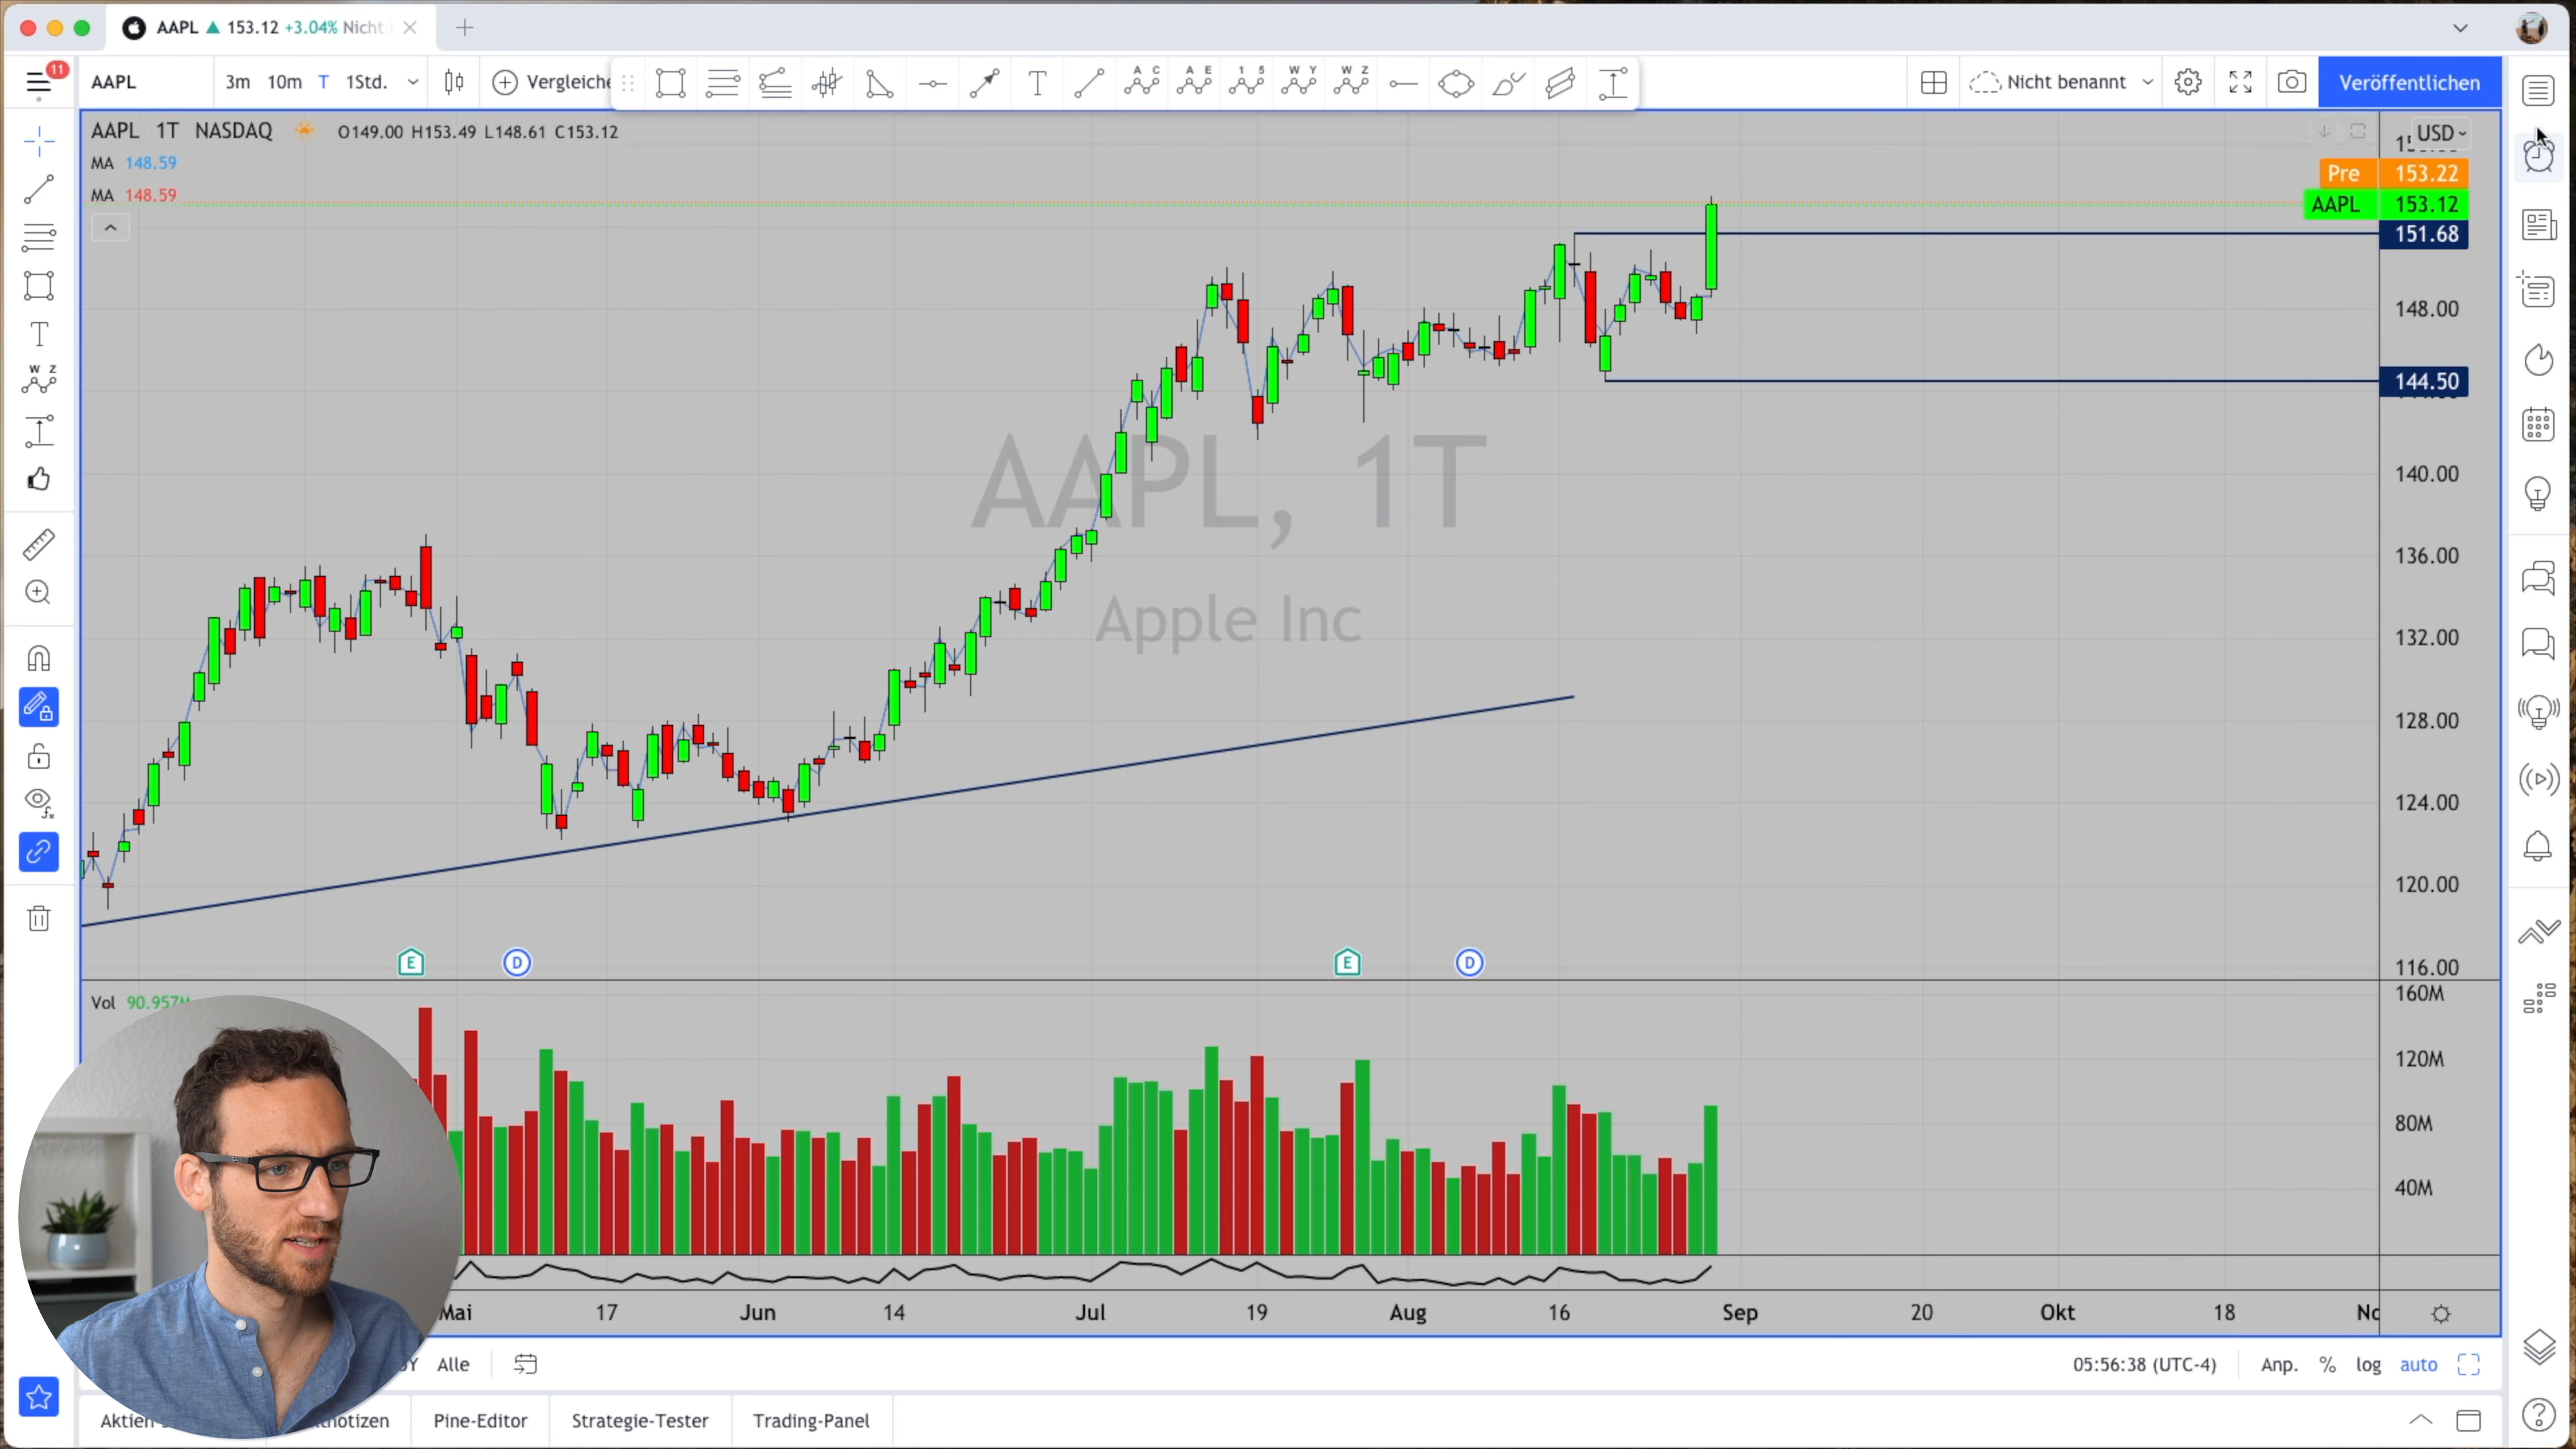 AAPL ▲ 153.12 +3.04% Nicht
11
AAPL
3m 10m T 1Std.
Vergleiche
T
A C
A E
1 5
W Y
W Z
Nicht benannt
Veröffentlichen
AAPL 1T NASDAQ O149.00 H153.49 L148.61 C153.12
MA 148.59
MA 148.59
USD
Pre 153.22
AAPL 153.12
151.68
148.00
144.50
140.00
136.00
132.00
128.00
124.00
120.00
116.00
AAPL, 1T
Apple Inc
T
W Z
E D E D
Vol 90.957M
160M
120M
80M
40M
Mai 17 Jun 14 Jul 19 Aug 16 Sep 20 Okt 18
Alle
05:56:38 (UTC-4) Anp. % log auto
Aktien
Pine-Editor Strategie-Tester Trading-Panel